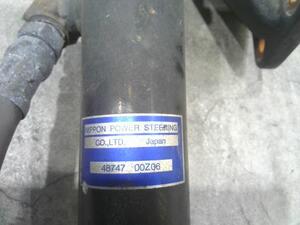 NIPPON POWER STEERING
CO.,LTD. Japan
48747 00Z06